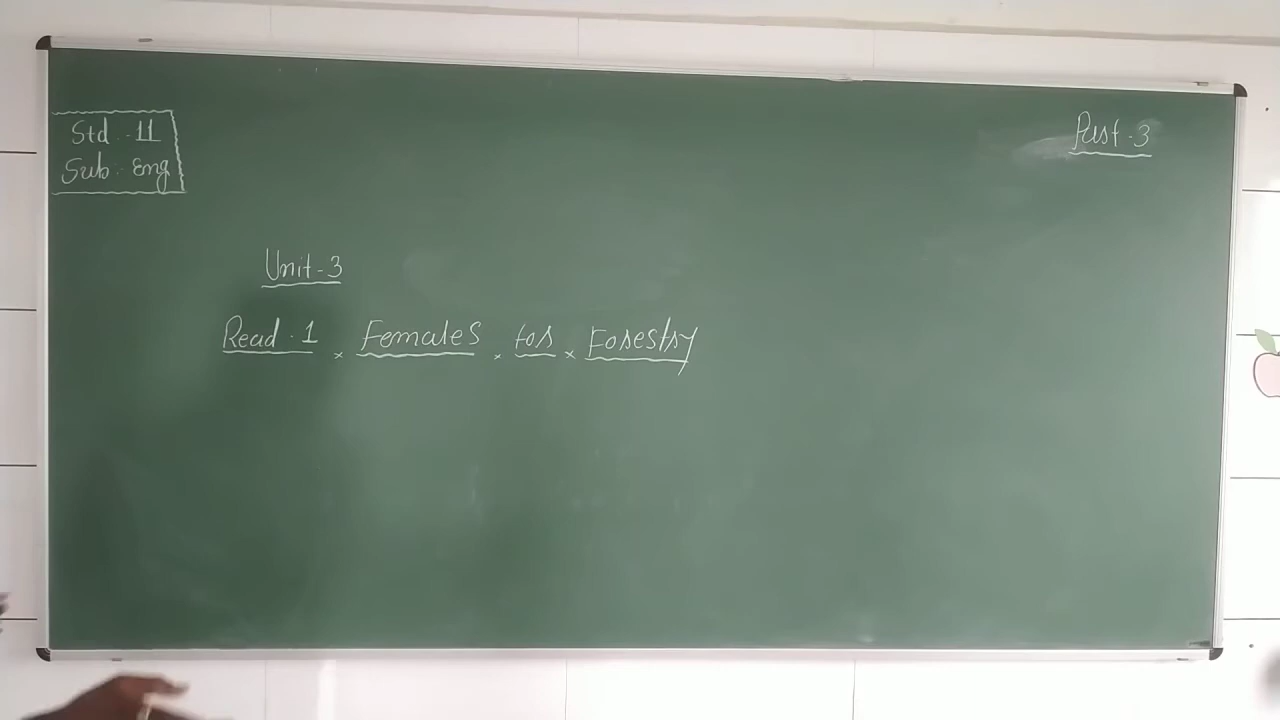 Std :- 11
Sub :- Eng
Part - 3
Unit - 3
Read . 1 Females for Forestry